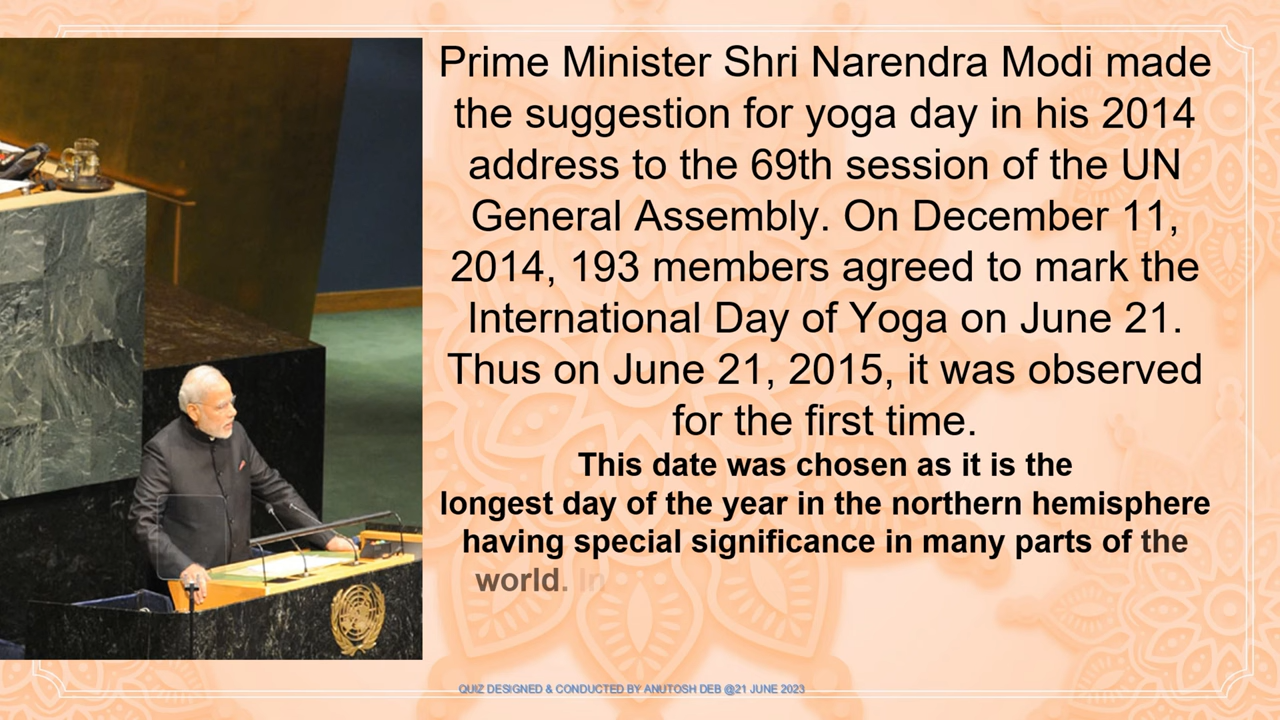 Prime Minister Shri Narendra Modi made
the suggestion for yoga day in his 2014
address to the 69th session of the UN
General Assembly. On December 11,
2014, 193 members agreed to mark the
International Day of Yoga on June 21.
Thus on June 21, 2015, it was observed
for the first time.
This date was chosen as it is the
longest day of the year in the northern hemisphere
having special significance in many parts of the
world. In
QUIZ DESIGNED & CONDUCTED BY ANUTOSH DEB @21 JUNE 2023